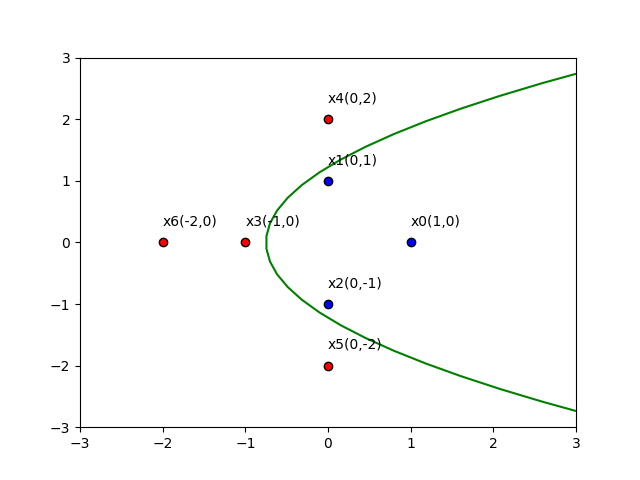 3
x4(0,2)
2
x1(0,1)
1
x6(-2,0) x3(-1,0) x0(1,0)
0
x2(0,-1)
−1
x5(0,-2)
−2
−3
−3 −2 −1 0 1 2 3